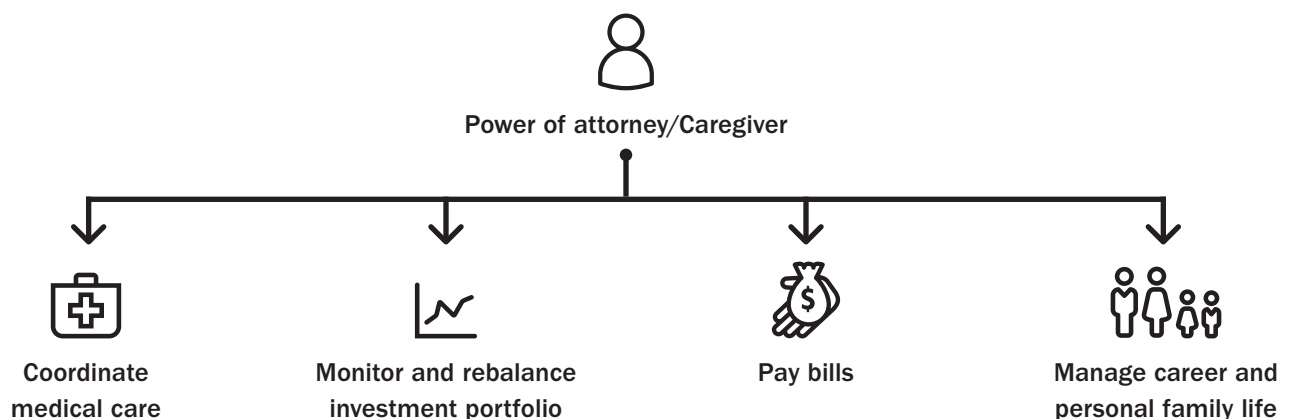 Power of attorney/Caregiver
$
Coordinate
medical care
Monitor and rebalance
investment portfolio
Pay bills
Manage career and
personal family life